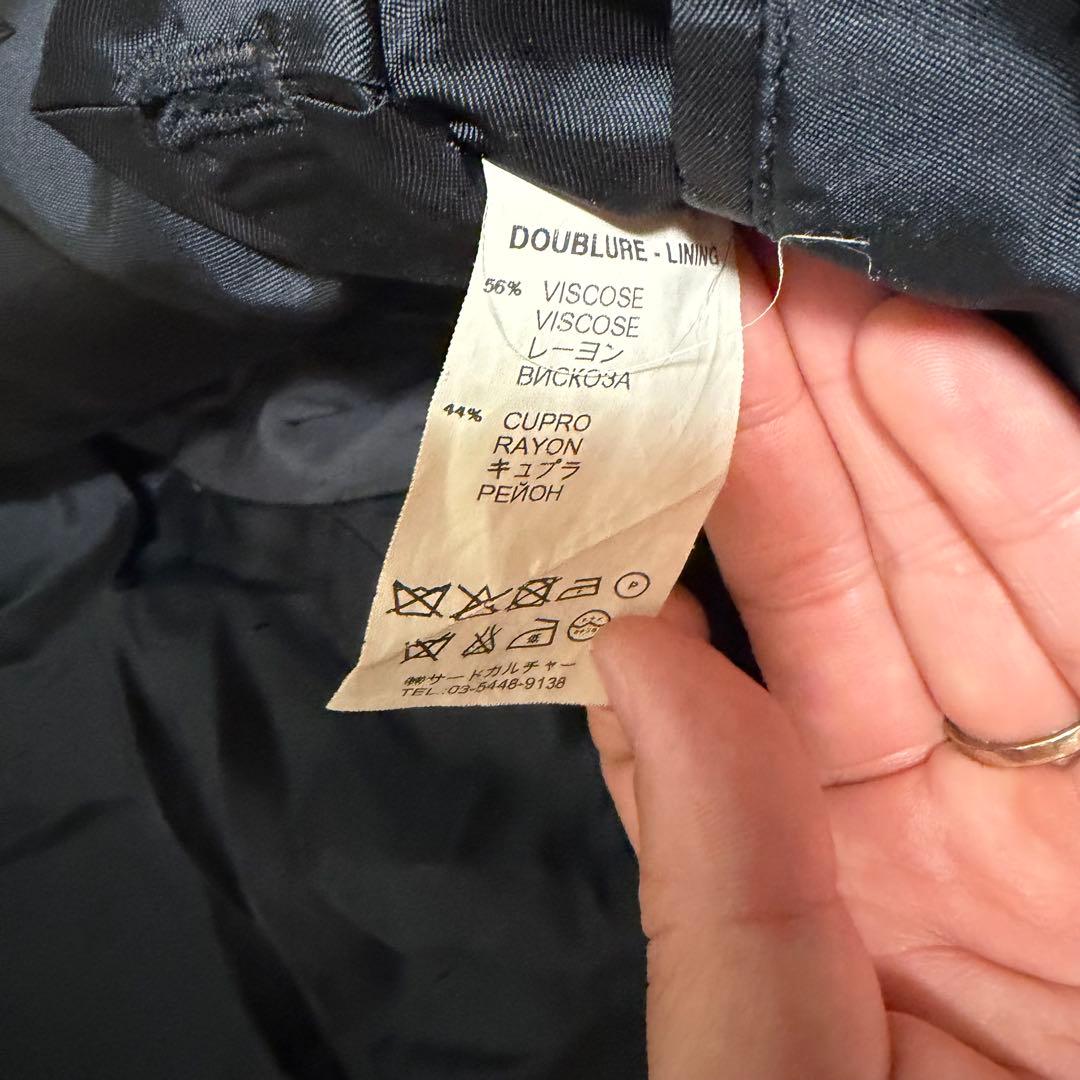 DOUBLURE - LINING
56% VISCOSE
VISCOSE
レーヨン
ВИСКОЗА
44% CUPRO
RAYON
キュプラ
РЕЙОН
P
㈱サードカルチャー
TEL:03-5448-9138